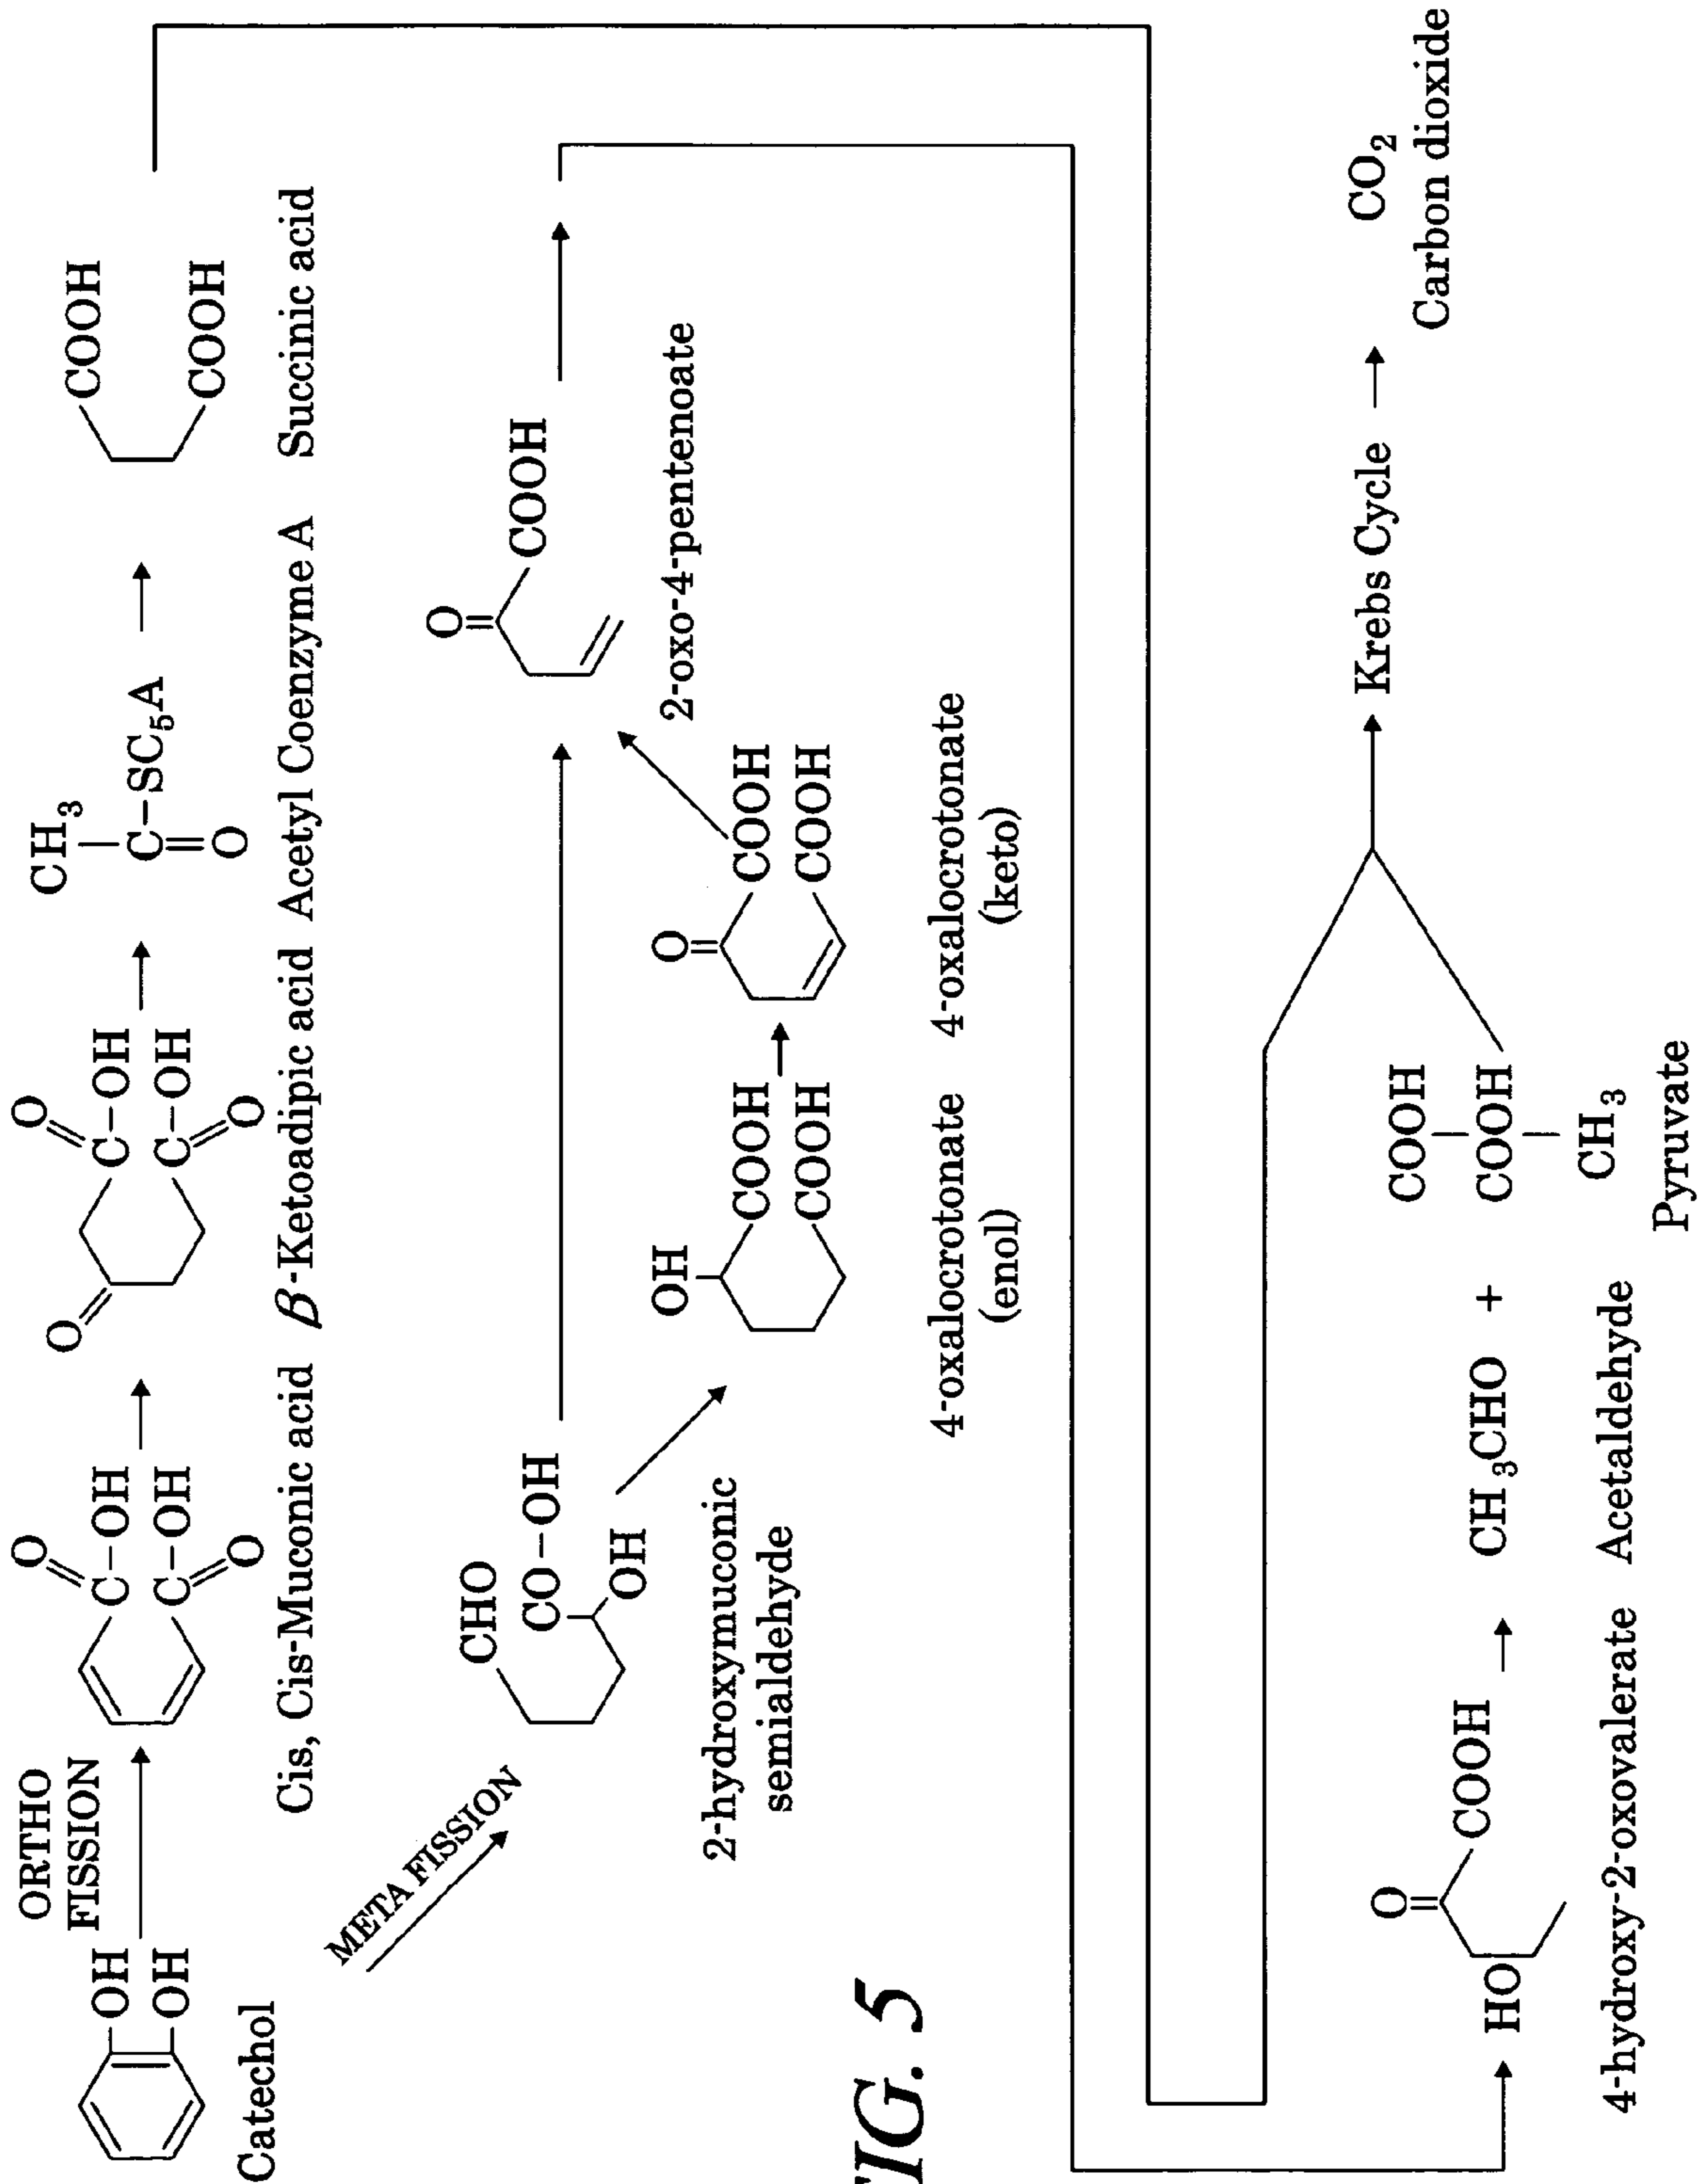 ORTHO
FISSION
OH
OH
Catechol
O
C-OH
C-OH
O
Cis, Cis-Muconic acid
O
O
C-OH
C-OH
O
β-Ketoadipic acid
CH3
C-SC5A
O
Acetyl Coenzyme A
COOH
COOH
Succinic acid
META FISSION
CHO
CO-OH
OH
2-hydroxymuconic
semialdehyde
OH
COOH
COOH
4-oxalocrotonate
(enol)
O
COOH
COOH
4-oxalocrotonate
(keto)
O
COOH
2-oxo-4-pentenoate
FIG. 5
O
COOH
HO
4-hydroxy-2-oxovalerate
CH3CHO +
Acetaldehyde
COOH
COOH
CH3
Pyruvate
Krebs Cycle
CO2
Carbon dioxide